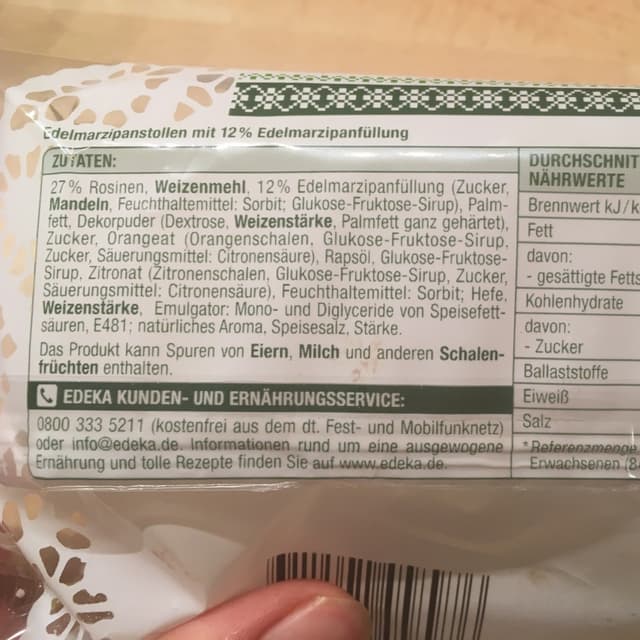 Edelmarzipanstollen mit 12% Edelmarzipanfüllung
ZUTATEN:
27% Rosinen, Weizenmehl, 12% Edelmarzipanfüllung (Zucker,
Mandeln, Feuchthaltemittel: Sorbit; Glukose-Fruktose-Sirup), Palm-
fett, Dekorpuder (Dextrose, Weizenstärke, Palmfett ganz gehärtet),
Zucker, Orangeat (Orangenschalen, Glukose-Fruktose-Sirup,
Zucker, Säuerungsmittel: Citronensäure), Rapsöl, Glukose-Fruktose-
Sirup, Zitronat (Zitronenschalen, Glukose-Fruktose-Sirup, Zucker,
Säuerungsmittel: Citronensäure), Feuchthaltemittel: Sorbit; Hefe,
Weizenstärke, Emulgator: Mono- und Diglyceride von Speisefett-
säuren, E481; natürliches Aroma, Speisesalz, Stärke.
Das Produkt kann Spuren von Eiern, Milch und anderen Schalen-
früchten enthalten.
EDEKA KUNDEN- UND ERNÄHRUNGSSERVICE:
0800 333 5211 (kostenfrei aus dem dt. Fest- und Mobilfunknetz)
oder info@edeka.de. Informationen rund um eine ausgewogene
Ernährung und tolle Rezepte finden Sie auf www.edeka.de.
DURCHSCHNIT
NÄHRWERTE
Brennwert kJ/k
Fett
davon:
- gesättigte Fetts
Kohlenhydrate
davon:
- Zucker
Ballaststoffe
Eiweiß
Salz
*Referenzmenge
Erwachsenen (8